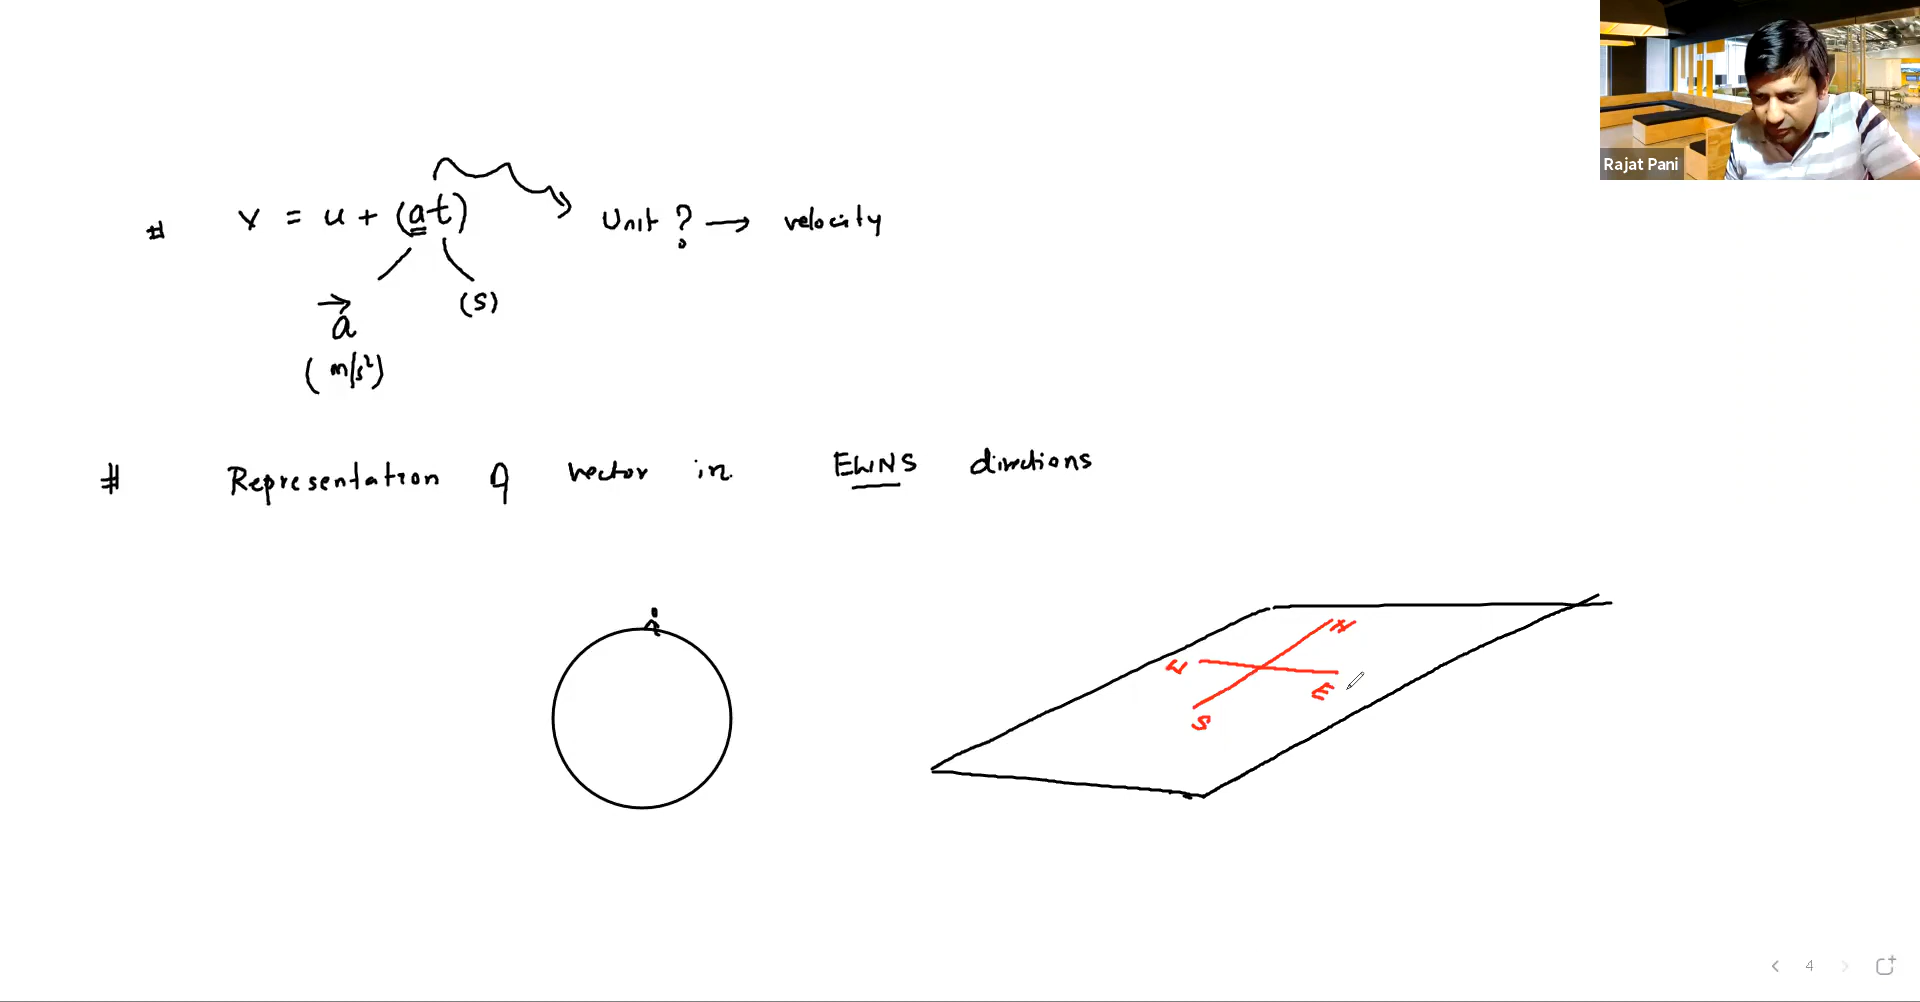 Rajat Pani
# v = u + (at) Unit ? → velocity
→
a (s)
(m/s²)
# Representation of vector in EWNS directions
N
W
E
S
4